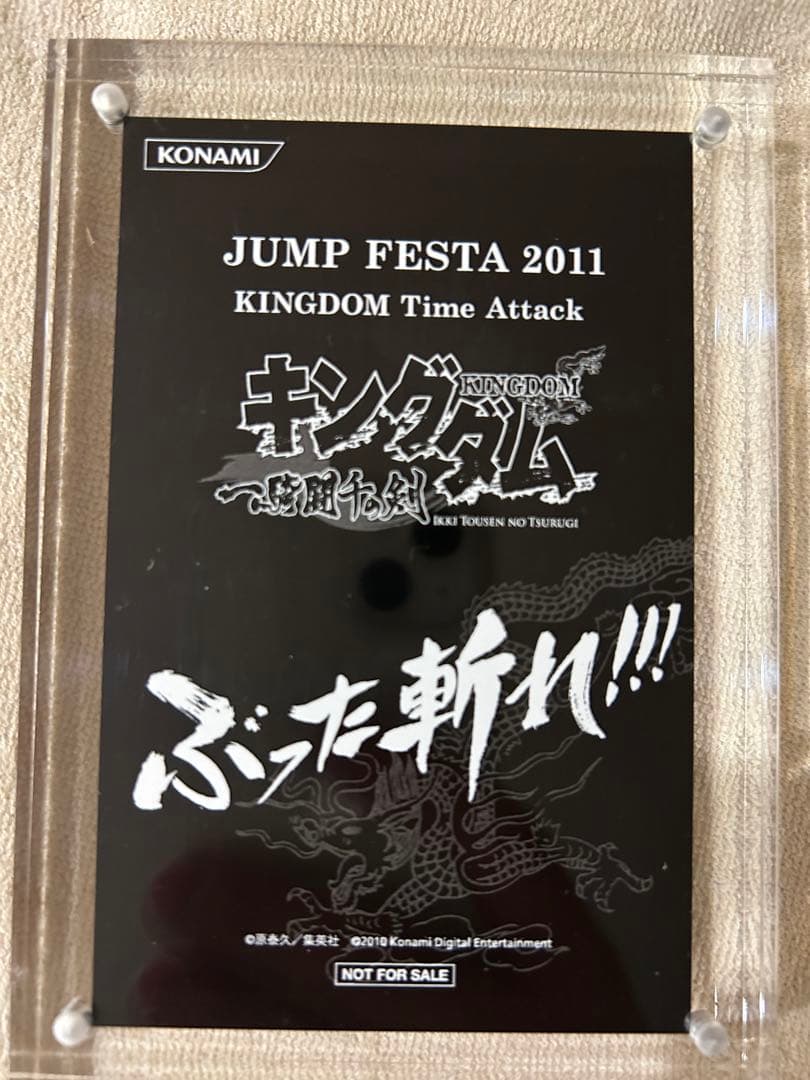 KONAMI
JUMP FESTA 2011
KINGDOM Time Attack
キングダム
KINGDOM
一騎闘千の剣
IKKI TOUSEN NO TSURUGI
ぶった斬れ!!!
©原泰久/集英社 ©2010 Konami Digital Entertainment
NOT FOR SALE